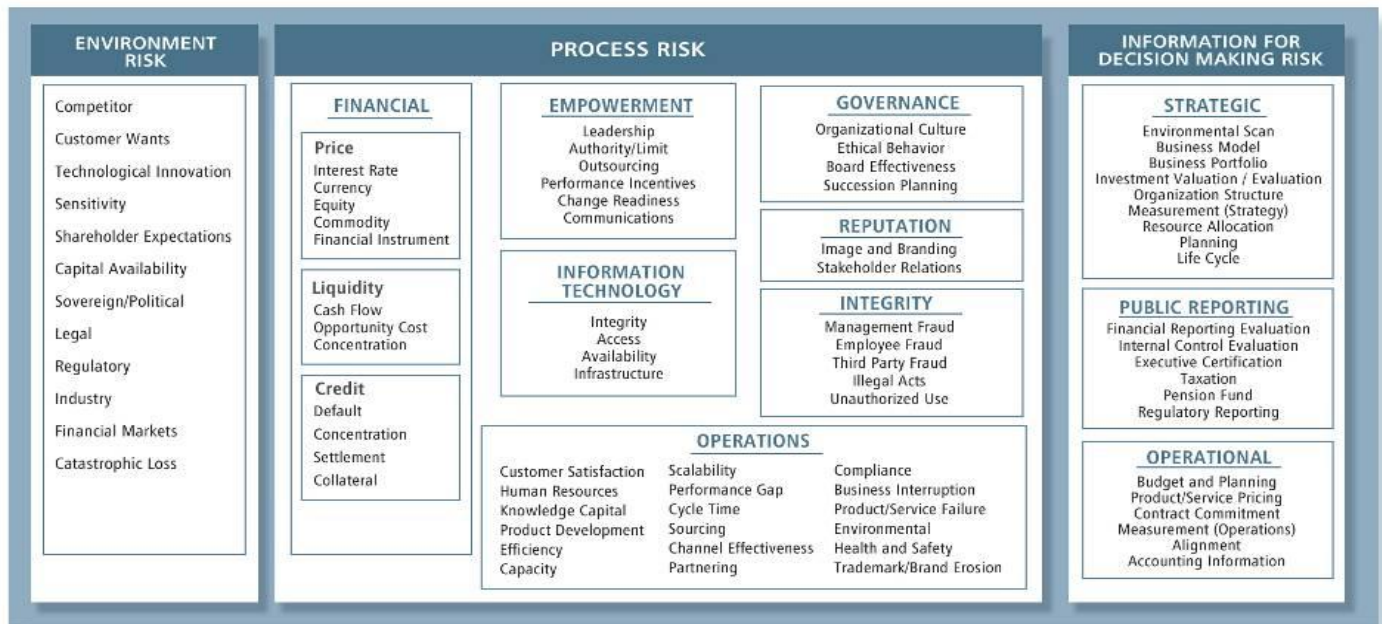 ENVIRONMENT
RISK
Competitor
Customer Wants
Technological Innovation
Sensitivity
Shareholder Expectations
Capital Availability
Sovereign/Political
Legal
Regulatory
Industry
Financial Markets
Catastrophic Loss
PROCESS RISK
FINANCIAL
Price
Interest Rate
Currency
Equity
Commodity
Financial Instrument
Liquidity
Cash Flow
Opportunity Cost
Concentration
Credit
Default
Concentration
Settlement
Collateral
EMPOWERMENT
Leadership
Authority/Limit
Outsourcing
Performance Incentives
Change Readiness
Communications
INFORMATION
TECHNOLOGY
Integrity
Access
Availability
Infrastructure
GOVERNANCE
Organizational Culture
Ethical Behavior
Board Effectiveness
Succession Planning
REPUTATION
Image and Branding
Stakeholder Relations
INTEGRITY
Management Fraud
Employee Fraud
Third Party Fraud
Illegal Acts
Unauthorized Use
OPERATIONS
Customer Satisfaction
Human Resources
Knowledge Capital
Product Development
Efficiency
Capacity
Scalability
Performance Gap
Cycle Time
Sourcing
Channel Effectiveness
Partnering
Compliance
Business Interruption
Product/Service Failure
Environmental
Health and Safety
Trademark/Brand Erosion
INFORMATION FOR
DECISION MAKING RISK
STRATEGIC
Environmental Scan
Business Model
Business Portfolio
Investment Valuation / Evaluation
Organization Structure
Measurement (Strategy)
Resource Allocation
Planning
Life Cycle
PUBLIC REPORTING
Financial Reporting Evaluation
Internal Control Evaluation
Executive Certification
Taxation
Pension Fund
Regulatory Reporting
OPERATIONAL
Budget and Planning
Product/Service Pricing
Contract Commitment
Measurement (Operations)
Alignment
Accounting Information